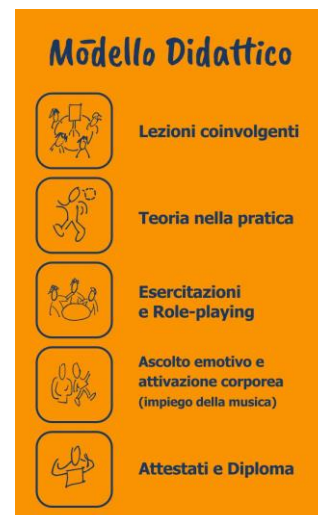 Modello Didattico
Lezioni coinvolgenti
Teoria nella pratica
Esercitazioni
e Role-playing
Ascolto emotivo e
attivazione corporea
(impiego della musica)
Attestati e Diploma